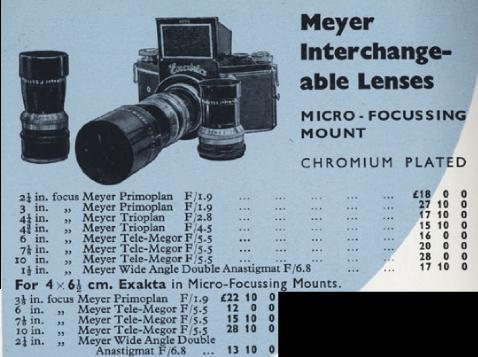 Meyer
Interchange-
able Lenses
MICRO-FOCUSSING
MOUNT
CHROMIUM PLATED
Exakta
2¼ in. focus Meyer Primoplan F/1.9 ... ... ... ... £18 0 0
3 in. „ Meyer Primoplan F/1.9 ... ... ... ... 27 10 0
4¼ in. „ Meyer Trioplan F/2.8 ... ... ... ... 17 10 0
4¾ in. „ Meyer Trioplan F/4.5 ... ... ... ... 15 10 0
6 in. „ Meyer Tele-Megor F/5.5 ... ... ... ... 16 0 0
7½ in. „ Meyer Tele-Megor F/5.5 ... ... ... ... 20 0 0
10 in. „ Meyer Tele-Megor F/5.5 ... ... ... ... 28 0 0
1½ in. „ Meyer Wide Angle Double Anastigmat F/6.8 ... ... 17 10 0
For 4×6½ cm. Exakta in Micro-Focussing Mounts.
3½ in. focus Meyer Primoplan F/1.9 £22 10 0
6 in. „ Meyer Tele-Megor F/5.5 12 0 0
7½ in. „ Meyer Tele-Megor F/5.5 15 10 0
10 in. „ Meyer Tele-Megor F/5.5 28 10 0
2¼ in. „ Meyer Wide Angle Double
Anastigmat F/6.8 ... 13 10 0